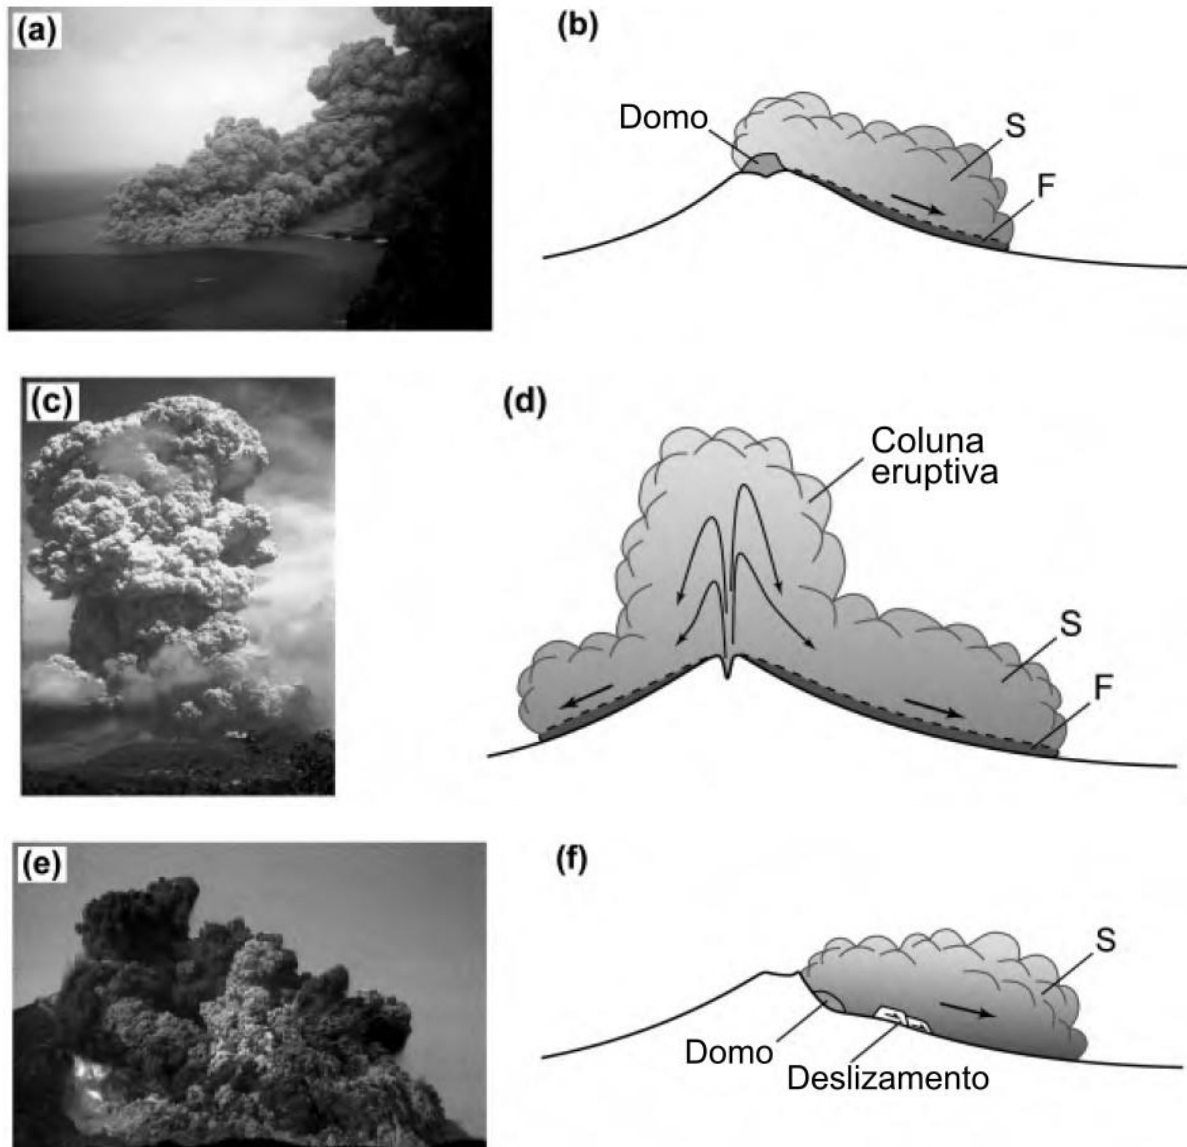 (a)
(b)
Domo
S
F
(c)
(d)
Coluna
eruptiva
S
F
(e)
(f)
S
Domo
Deslizamento